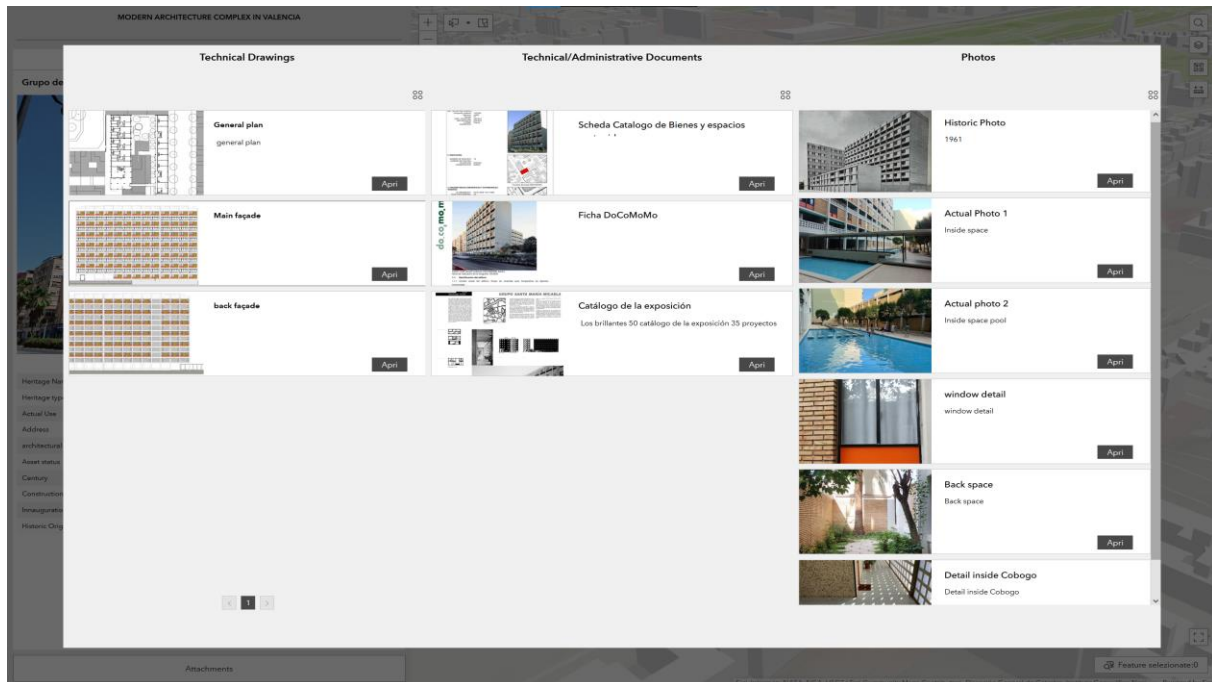 MODERN ARCHITECTURE COMPLEX IN VALENCIA
Grupo de
Technical Drawings
General plan
general plan
Apri
Main façade
Apri
back façade
Apri
1
Technical/Administrative Documents
Scheda Catalogo de Bienes y espacios
Apri
do_co,mo,m
Ficha DoCoMoMo
Apri
Catálogo de la exposición
Los brillantes 50 catálogo de la exposición 35 proyectos
Apri
Photos
Historic Photo
1961
Apri
Actual Photo 1
Inside space
Apri
Actual photo 2
Inside space pool
Apri
window detail
window detail
Apri
Back space
Back space
Apri
Detail inside Cobogo
Detail inside Cobogo
Heritage typ
Actual Use
Address
architectural
Asset status
Construction
Historic Orig
Attachments
Feature selezionate:0